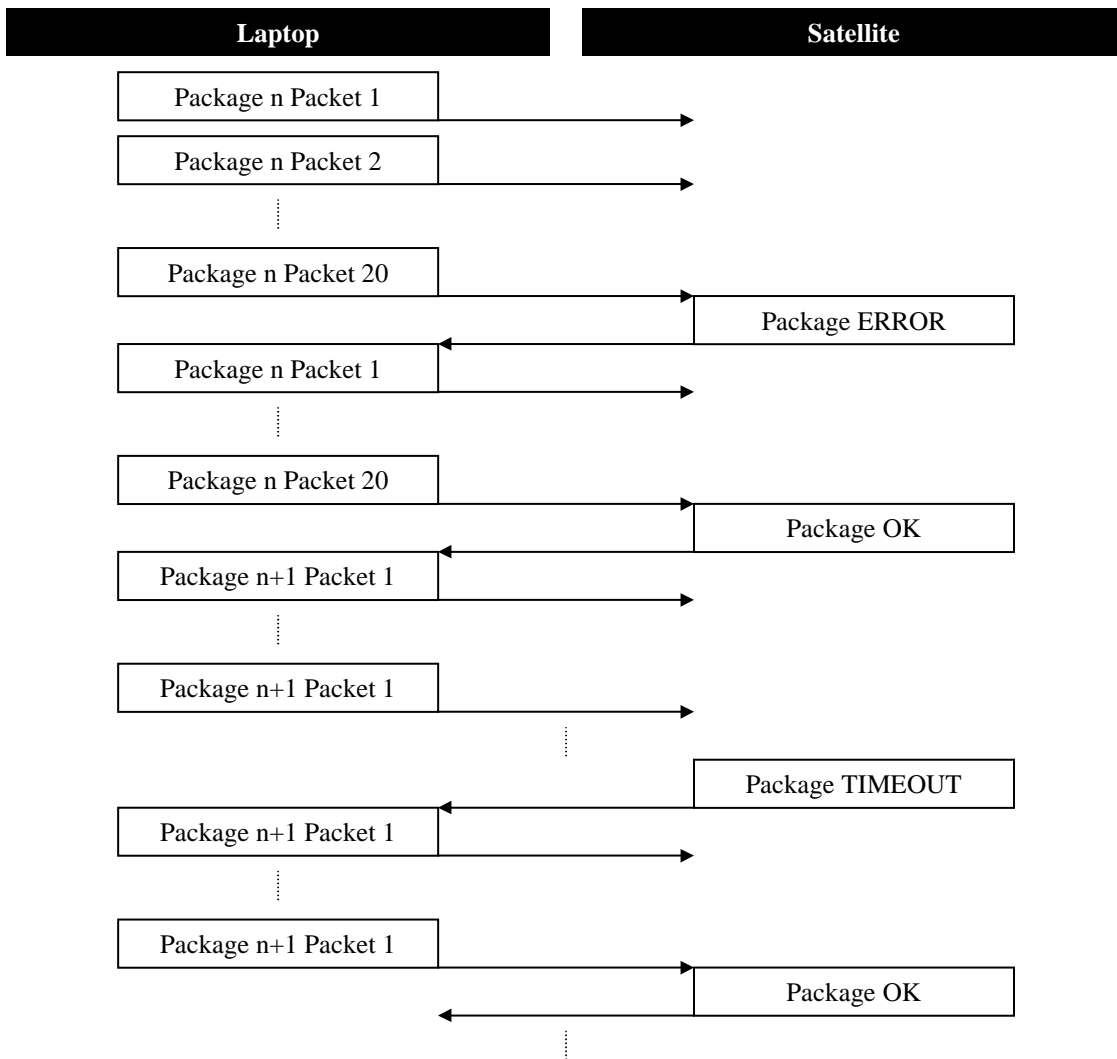 Laptop
Satellite
Package n Packet 1
Package n Packet 2
Package n Packet 20
Package ERROR
Package n Packet 1
Package n Packet 20
Package OK
Package n+1 Packet 1
Package n+1 Packet 1
Package TIMEOUT
Package n+1 Packet 1
Package n+1 Packet 1
Package OK